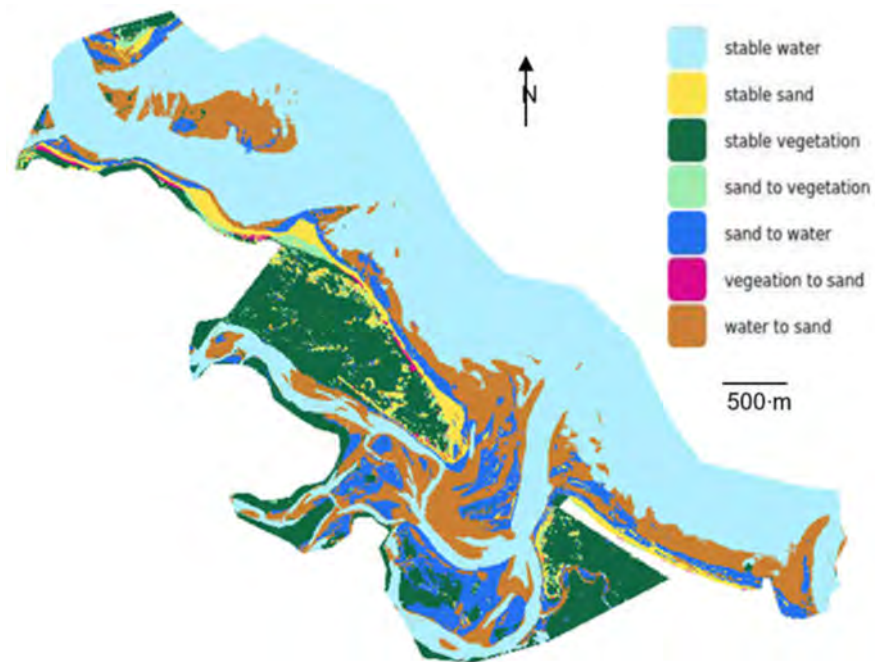 stable water
stable sand
N
stable vegetation
sand to vegetation
sand to water
vegeation to sand
water to sand
500·m